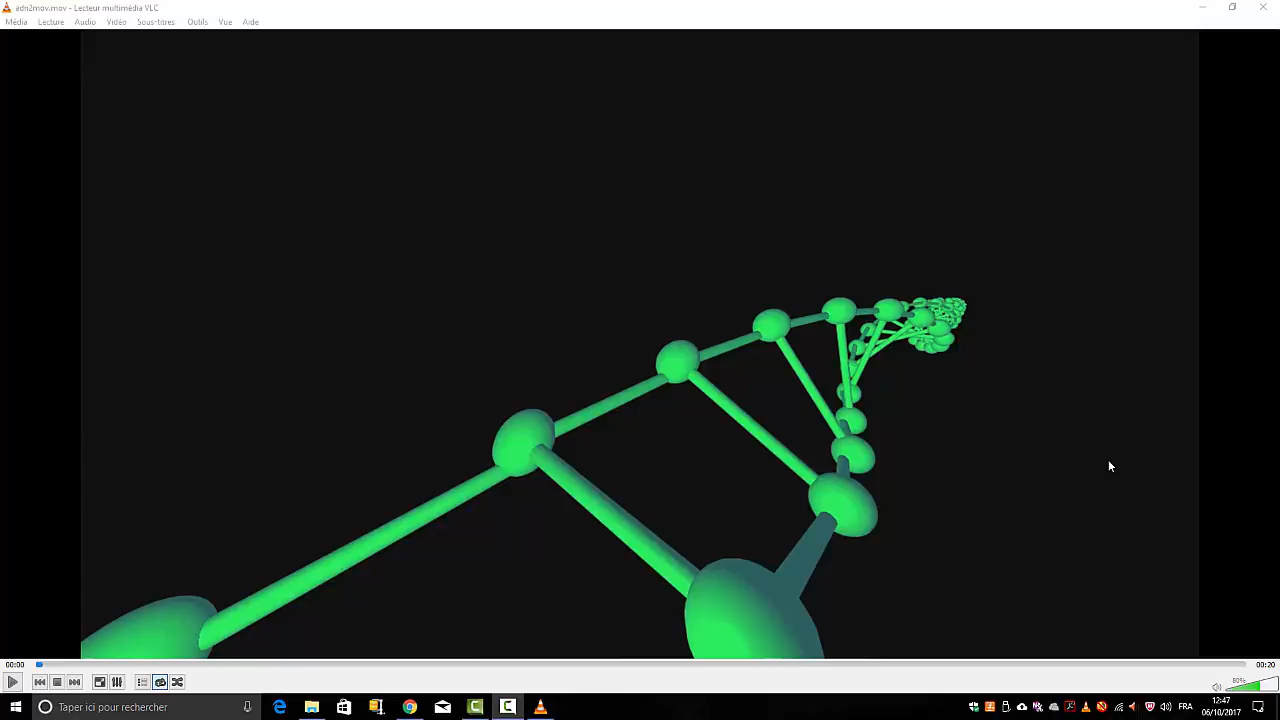 adn2mov.mov - Lecteur multimédia VLC
Média Lecture Audio Vidéo Sous-titres Outils Vue Aide
00:00 00:20
80%
Taper ici pour rechercher
FRA
12:47
06/10/2017